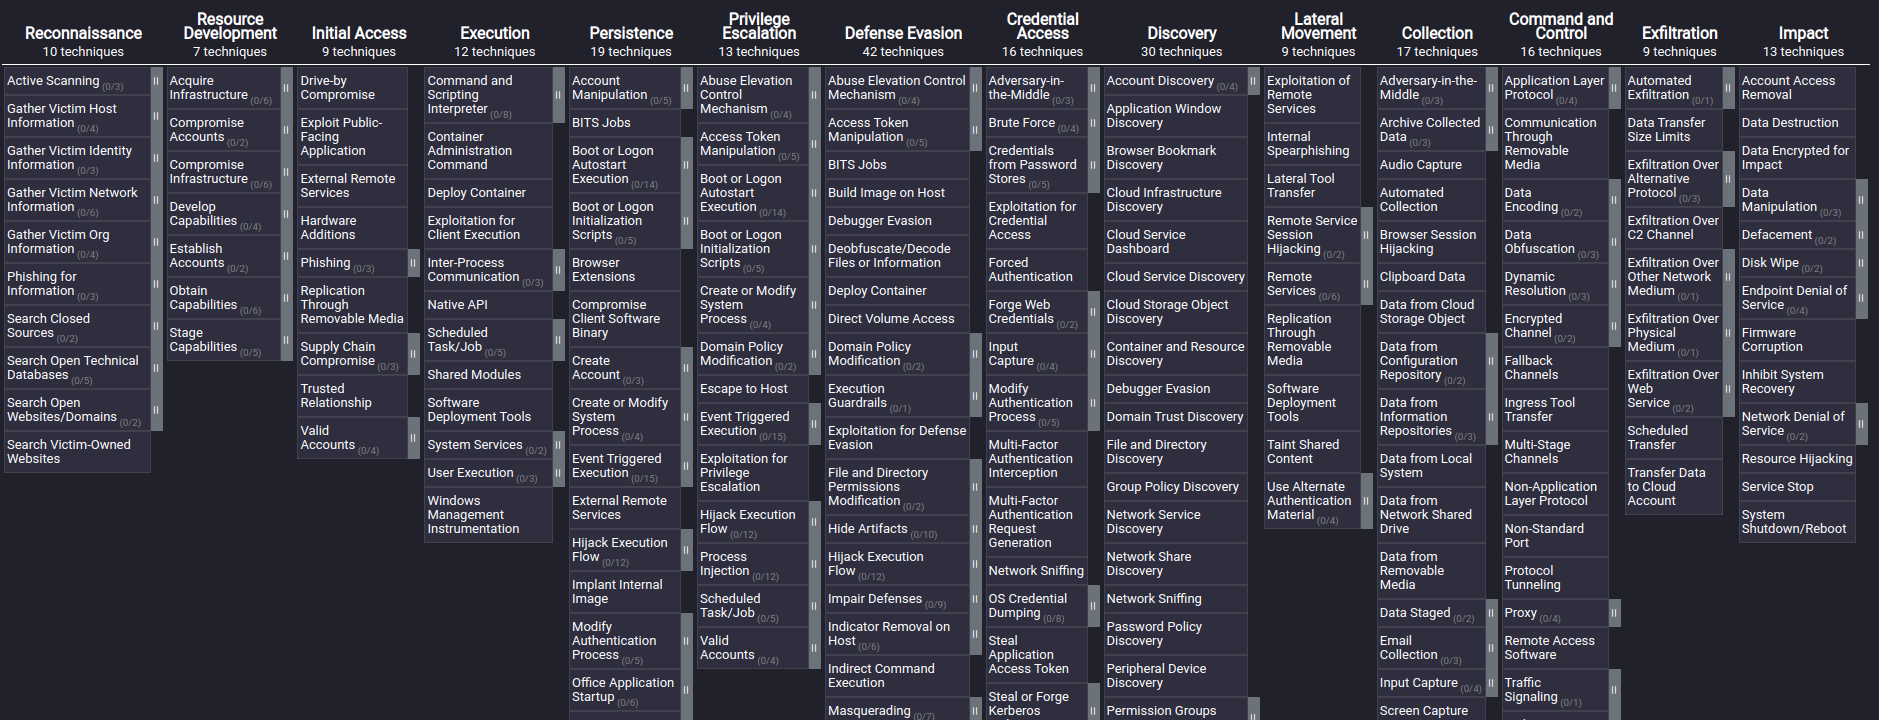 Reconnaissance
10 techniques
Active Scanning (0/3)
Gather Victim Host
Information (0/4)
Gather Victim Identity
Information (0/3)
Gather Victim Network
Information (0/6)
Gather Victim Org
Information (0/4)
Phishing for
Information (0/3)
Search Closed
Sources (0/2)
Search Open Technical
Databases (0/5)
Search Open
Websites/Domains (0/2)
Search Victim-Owned
Websites
Resource
Development
7 techniques
Acquire
Infrastructure (0/6)
Compromise
Accounts (0/2)
Compromise
Infrastructure (0/6)
Develop
Capabilities (0/4)
Establish
Accounts (0/2)
Obtain
Capabilities (0/6)
Stage
Capabilities (0/5)
Initial Access
9 techniques
Drive-by
Compromise
Exploit Public-
Facing
Application
External Remote
Services
Hardware
Additions
Phishing (0/3)
Replication
Through
Removable Media
Supply Chain
Compromise (0/3)
Trusted
Relationship
Valid
Accounts (0/4)
Execution
12 techniques
Command and
Scripting
Interpreter (0/8)
Container
Administration
Command
Deploy Container
Exploitation for
Client Execution
Inter-Process
Communication (0/3)
Native API
Scheduled
Task/Job (0/5)
Shared Modules
Software
Deployment Tools
System Services (0/2)
User Execution (0/3)
Windows
Management
Instrumentation
Persistence
19 techniques
Account
Manipulation (0/5)
BITS Jobs
Boot or Logon
Autostart
Execution (0/14)
Boot or Logon
Initialization
Scripts (0/5)
Browser
Extensions
Compromise
Client Software
Binary
Create
Account (0/3)
Create or Modify
System
Process (0/4)
Event Triggered
Execution (0/15)
External Remote
Services
Hijack Execution
Flow (0/12)
Implant Internal
Image
Modify
Authentication
Process (0/5)
Office Application
Startup (0/6)
Privilege
Escalation
13 techniques
Abuse Elevation
Control
Mechanism (0/4)
Access Token
Manipulation (0/5)
Boot or Logon
Autostart
Execution (0/14)
Boot or Logon
Initialization
Scripts (0/5)
Create or Modify
System
Process (0/4)
Domain Policy
Modification (0/2)
Escape to Host
Event Triggered
Execution (0/15)
Exploitation for
Privilege
Escalation
Hijack Execution
Flow (0/12)
Process
Injection (0/12)
Scheduled
Task/Job (0/5)
Valid
Accounts (0/4)
Defense Evasion
42 techniques
Abuse Elevation Control
Mechanism (0/4)
Access Token
Manipulation (0/5)
BITS Jobs
Build Image on Host
Debugger Evasion
Deobfuscate/Decode
Files or Information
Deploy Container
Direct Volume Access
Domain Policy
Modification (0/2)
Execution
Guardrails (0/1)
Exploitation for Defense
Evasion
File and Directory
Permissions
Modification (0/2)
Hide Artifacts (0/10)
Hijack Execution
Flow (0/12)
Impair Defenses (0/9)
Indicator Removal on
Host (0/6)
Indirect Command
Execution
Masquerading (0/7)
Credential
Access
16 techniques
Adversary-in-
the-Middle (0/3)
Brute Force (0/4)
Credentials
from Password
Stores (0/5)
Exploitation for
Credential
Access
Forced
Authentication
Forge Web
Credentials (0/2)
Input
Capture (0/4)
Modify
Authentication
Process (0/5)
Multi-Factor
Authentication
Interception
Multi-Factor
Authentication
Request
Generation
Network Sniffing
OS Credential
Dumping (0/8)
Steal
Application
Access Token
Steal or Forge
Kerberos
Discovery
30 techniques
Account Discovery (0/4)
Application Window
Discovery
Browser Bookmark
Discovery
Cloud Infrastructure
Discovery
Cloud Service
Dashboard
Cloud Service Discovery
Cloud Storage Object
Discovery
Container and Resource
Discovery
Debugger Evasion
Domain Trust Discovery
File and Directory
Discovery
Group Policy Discovery
Network Service
Discovery
Network Share
Discovery
Network Sniffing
Password Policy
Discovery
Peripheral Device
Discovery
Permission Groups
Lateral
Movement
9 techniques
Exploitation of
Remote
Services
Internal
Spearphishing
Lateral Tool
Transfer
Remote Service
Session
Hijacking (0/2)
Remote
Services (0/6)
Replication
Through
Removable
Media
Software
Deployment
Tools
Taint Shared
Content
Use Alternate
Authentication
Material (0/4)
Collection
17 techniques
Adversary-in-the-
Middle (0/3)
Archive Collected
Data (0/3)
Audio Capture
Automated
Collection
Browser Session
Hijacking
Clipboard Data
Data from Cloud
Storage Object
Data from
Configuration
Repository (0/2)
Data from
Information
Repositories (0/3)
Data from Local
System
Data from
Network Shared
Drive
Data from
Removable
Media
Data Staged (0/2)
Email
Collection (0/3)
Input Capture (0/4)
Screen Capture
Command and
Control
16 techniques
Application Layer
Protocol (0/4)
Communication
Through
Removable
Media
Data
Encoding (0/2)
Data
Obfuscation (0/3)
Dynamic
Resolution (0/3)
Encrypted
Channel (0/2)
Fallback
Channels
Ingress Tool
Transfer
Multi-Stage
Channels
Non-Application
Layer Protocol
Non-Standard
Port
Protocol
Tunneling
Proxy (0/4)
Remote Access
Software
Traffic
Signaling (0/1)
Exfiltration
9 techniques
Automated
Exfiltration (0/1)
Data Transfer
Size Limits
Exfiltration Over
Alternative
Protocol (0/3)
Exfiltration Over
C2 Channel
Exfiltration Over
Other Network
Medium (0/1)
Exfiltration Over
Physical
Medium (0/1)
Exfiltration Over
Web
Service (0/2)
Scheduled
Transfer
Transfer Data
to Cloud
Account
Impact
13 techniques
Account Access
Removal
Data Destruction
Data Encrypted for
Impact
Data
Manipulation (0/3)
Defacement (0/2)
Disk Wipe (0/2)
Endpoint Denial of
Service (0/4)
Firmware
Corruption
Inhibit System
Recovery
Network Denial of
Service (0/2)
Resource Hijacking
Service Stop
System
Shutdown/Reboot